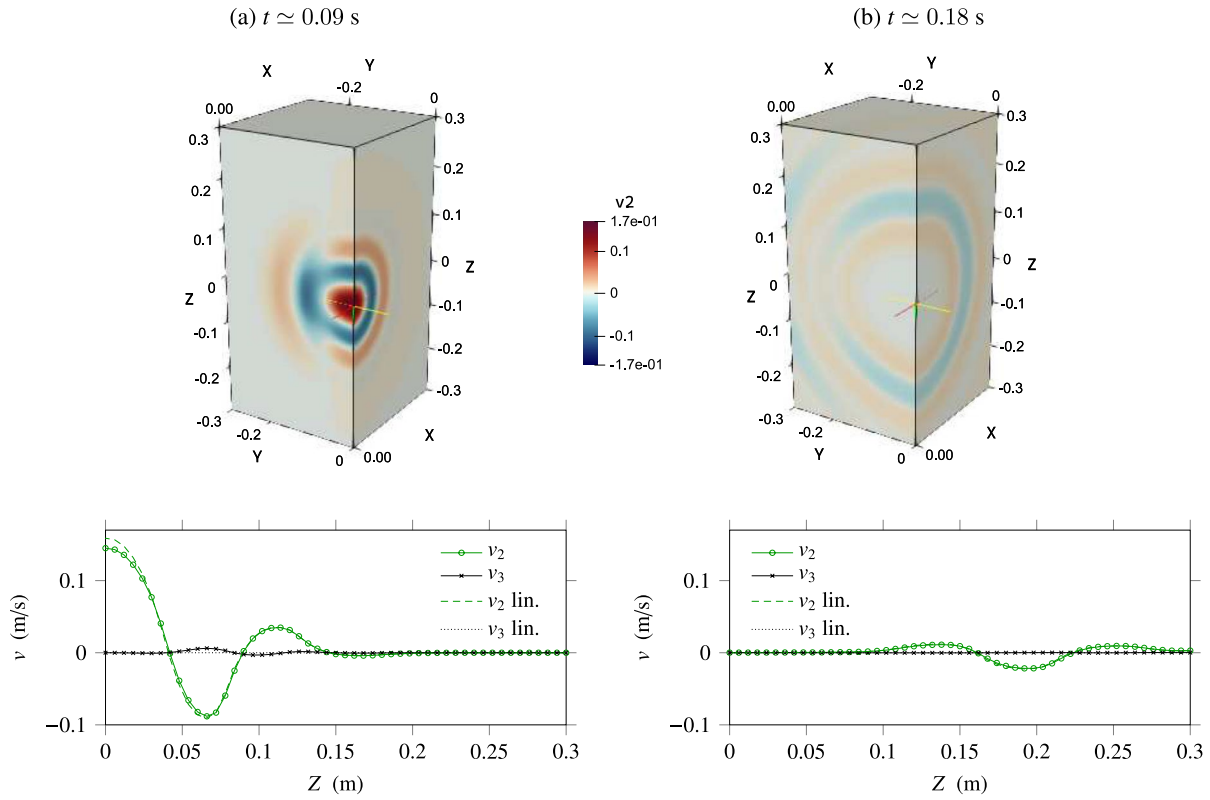 (a) t ≃ 0.09 s
(b) t ≃ 0.18 s
X
Y
-0.2
0.00
0
0.3
0.3
0.2
0.2
0.1
0.1
0
0
Z
Z
-0.1
-0.1
-0.2
-0.2
-0.3
-0.3
-0.2
X
Y
0
0.00
v2
1.7e-01
0.1
0
-0.1
-1.7e-01
X
Y
-0.2
0.00
0
0.3
0.3
0.2
0.2
0.1
0.1
0
0
Z
Z
-0.1
-0.1
-0.2
-0.2
-0.3
-0.3
-0.2
X
Y
0
0.00
v₂
v₃
v₂ lin.
v₃ lin.
0.1
0
−0.1
v (m/s)
0
0.05
0.1
0.15
0.2
0.25
0.3
Z (m)
v₂
v₃
v₂ lin.
v₃ lin.
0.1
0
−0.1
v (m/s)
0
0.05
0.1
0.15
0.2
0.25
0.3
Z (m)